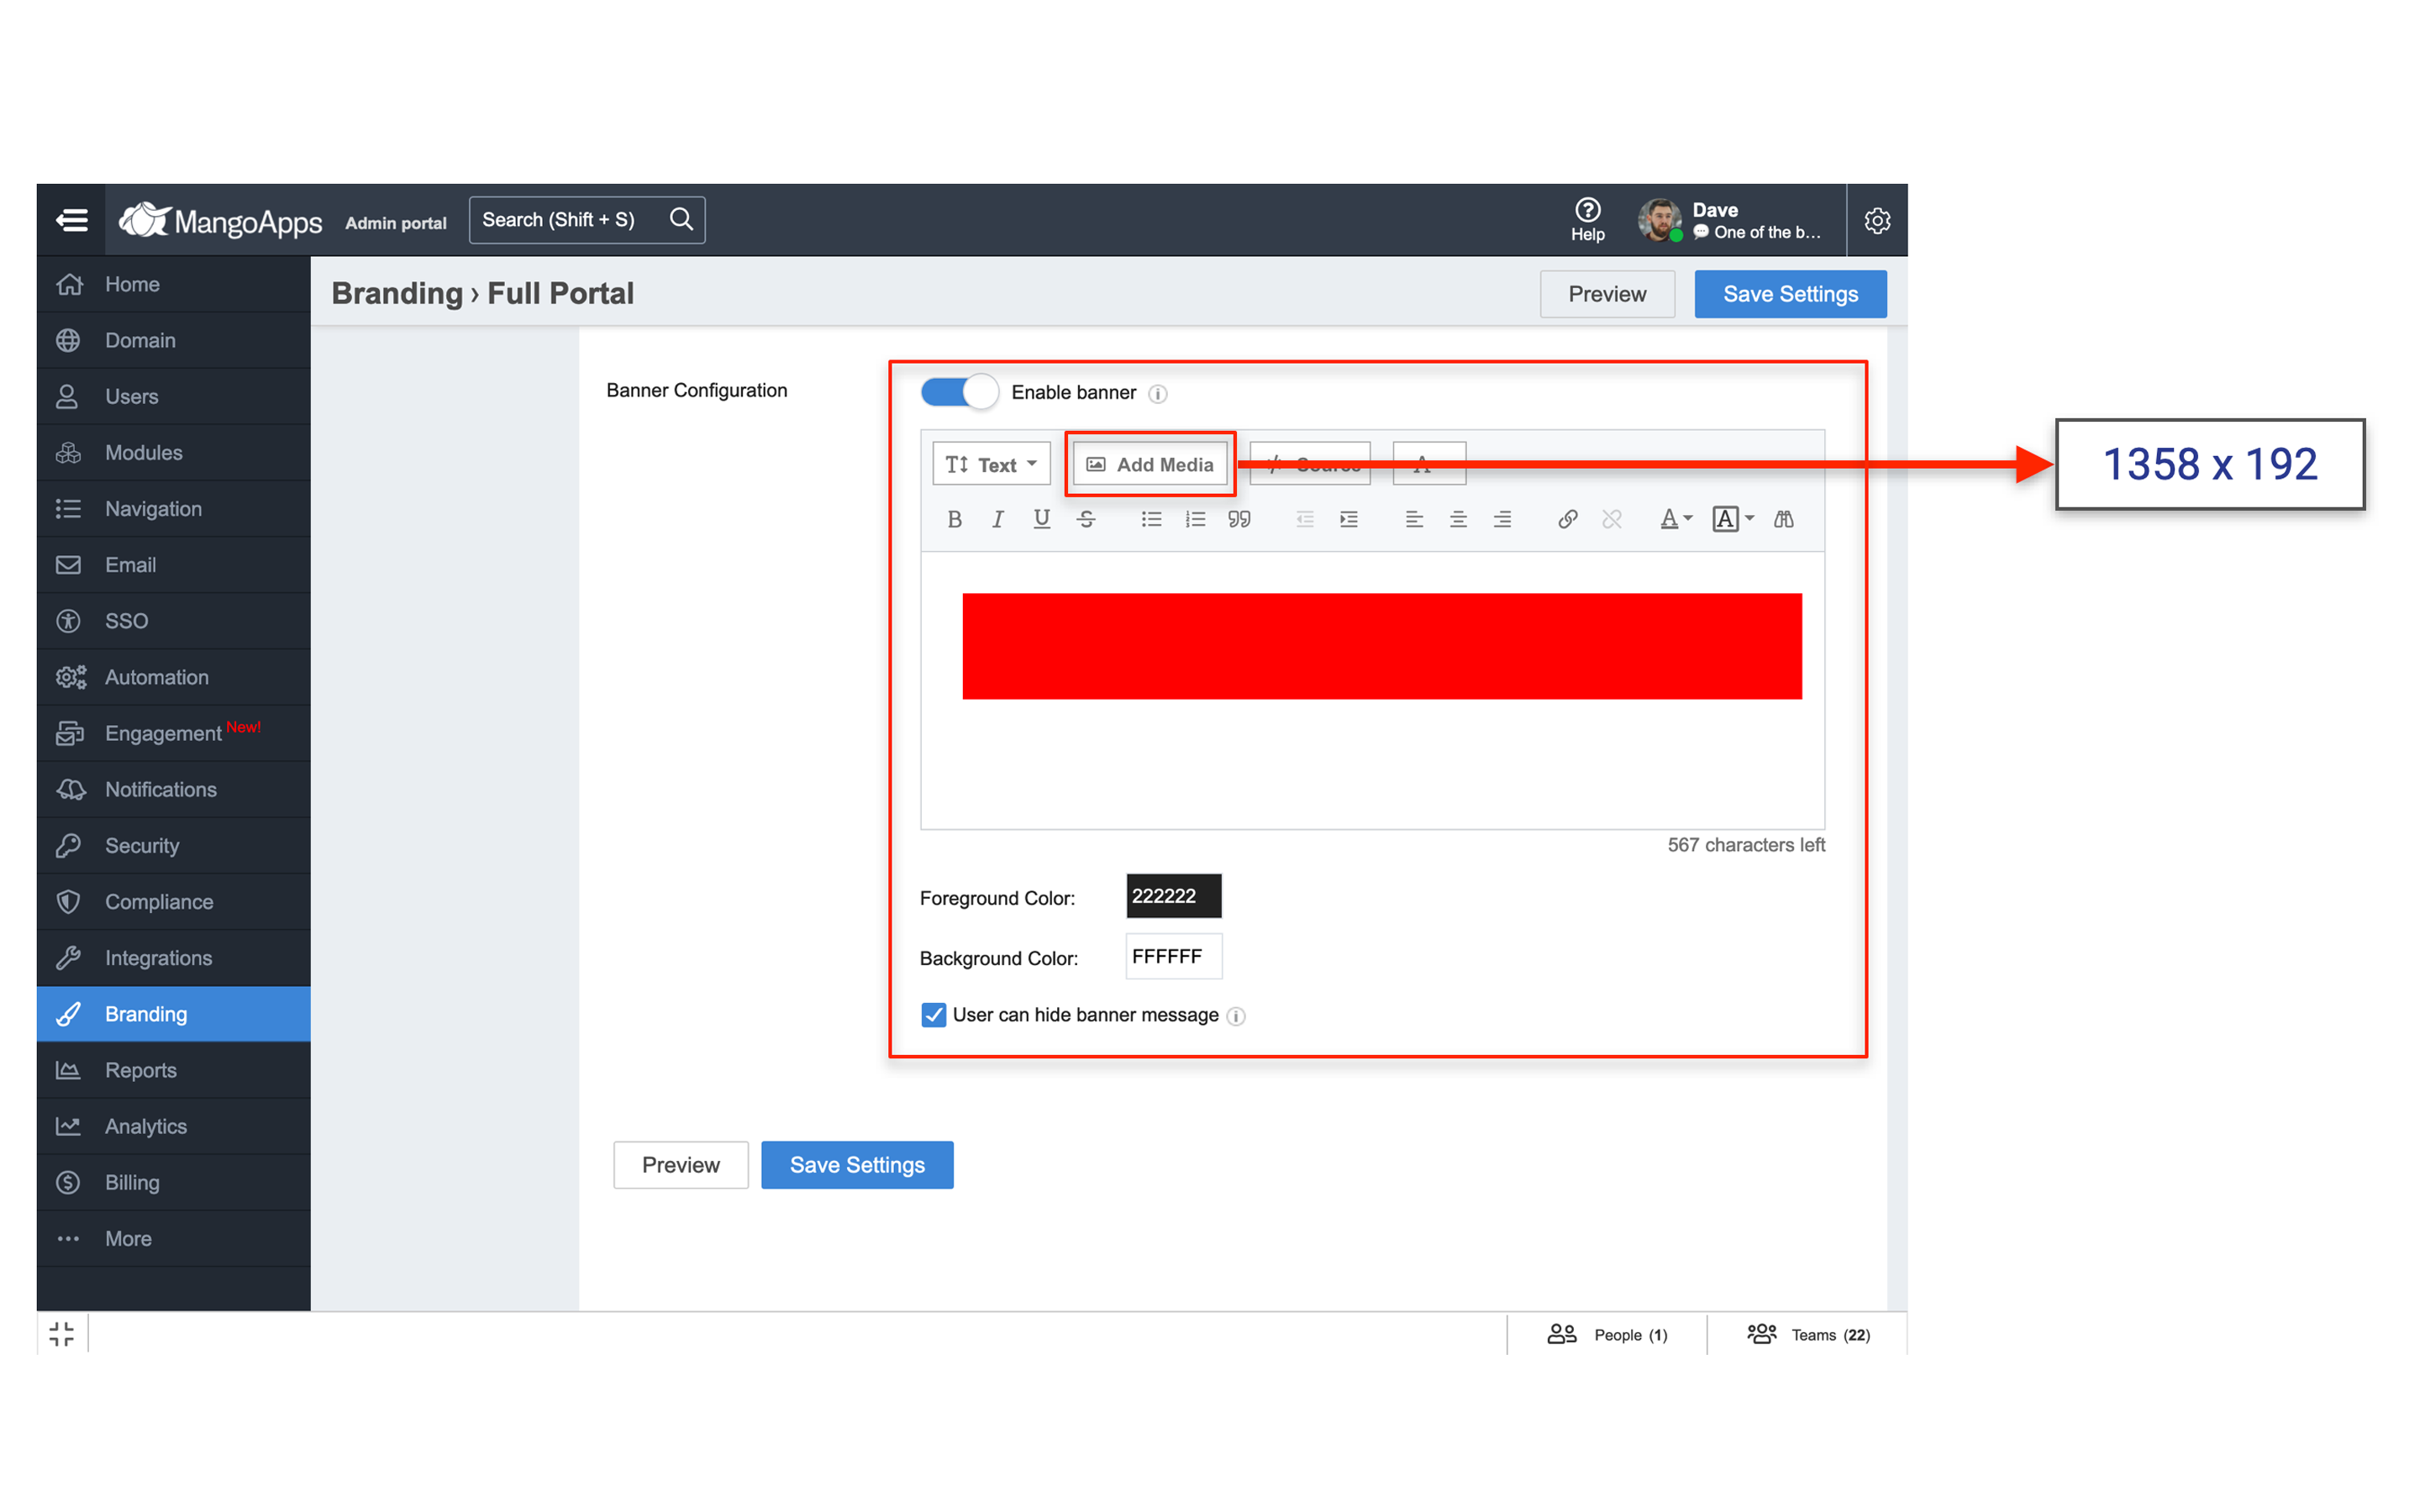 MangoApps Admin portal Search (Shift + S) Help Dave
One of the b...
Branding › Full Portal Preview Save Settings
Home
Domain
Users
Modules
Navigation
Email
SSO
Automation
Engagement New!
Notifications
Security
Compliance
Integrations
Branding
Reports
Analytics
Billing
More
Banner Configuration Enable banner
Text Add Media Source A
567 characters left
Foreground Color: 222222
Background Color: FFFFFF
User can hide banner message
Preview Save Settings
1358 x 192
People (1) Teams (22)